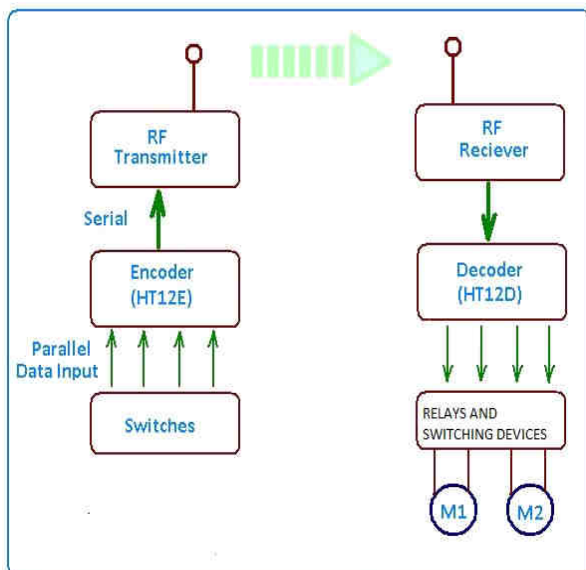 RF
Transmitter
Serial
Encoder
(HT12E)
Parallel
Data Input
Switches
RF
Reciever
Decoder
(HT12D)
RELAYS AND
SWITCHING DEVICES
M1
M2